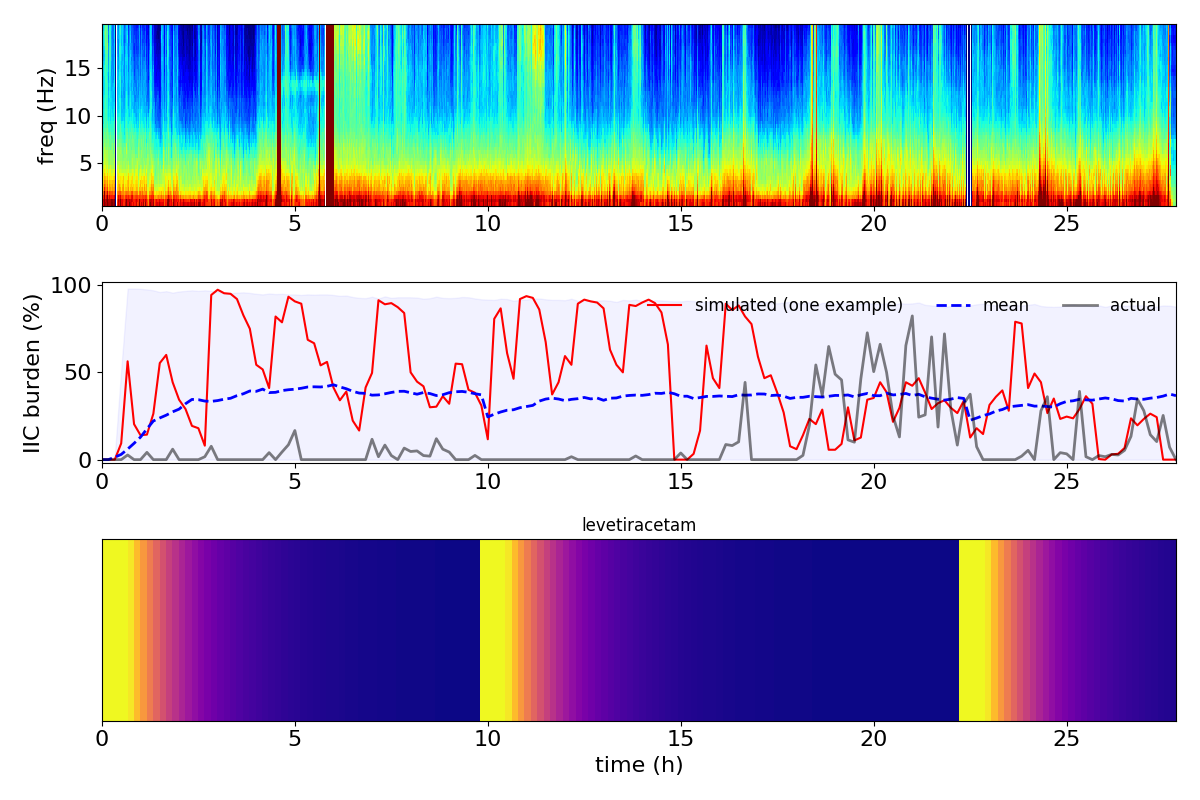 freq (Hz)
15
10
5
0 5 10 15 20 25
IIC burden (%)
100
50
0
simulated (one example) mean actual
0 5 10 15 20 25
levetiracetam
0 5 10 15 20 25
time (h)